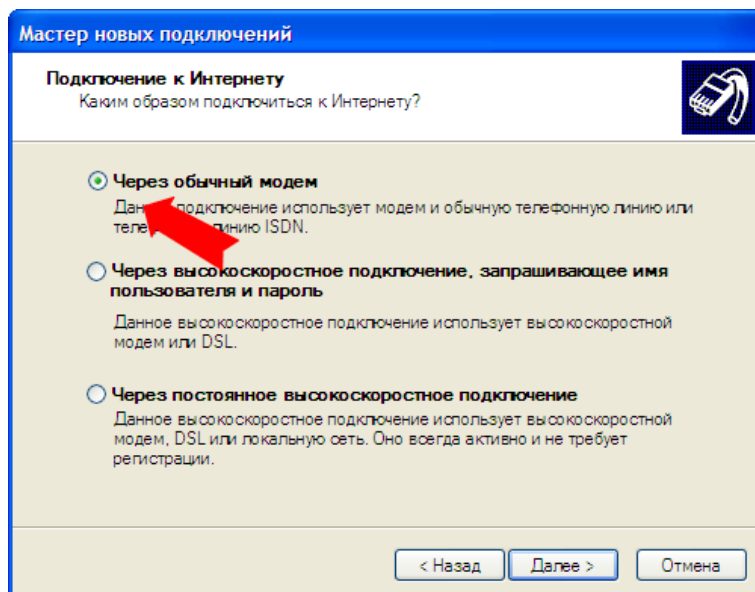 Мастер новых подключений
Подключение к Интернету
Каким образом подключиться к Интернету?
Через обычный модем
подключение использует модем и обычную телефонную линию или
линию ISDN.
Через высокоскоростное подключение, запрашивающее имя
пользователя и пароль
Данное высокоскоростное подключение использует высокоскоростной
модем или DSL.
Через постоянное высокоскоростное подключение
Данное высокоскоростное подключение использует высокоскоростной
модем, DSL или локальную сеть. Оно всегда активно и не требует
регистрации.
< Назад
Далее >
Отмена